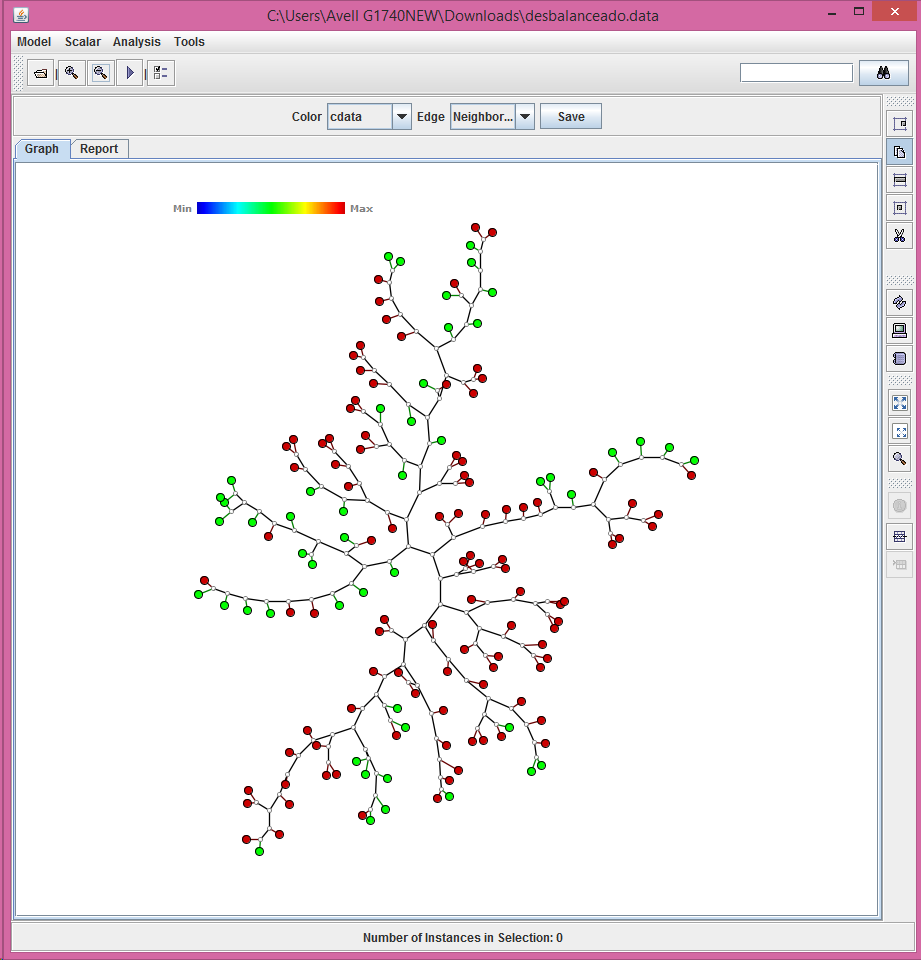 C:\Users\Avell G1740NEW\Downloads\desbalanceado.data
Model Scalar Analysis Tools
Color cdata Edge Neighbor... Save
Graph Report
Min Max
Number of Instances in Selection: 0